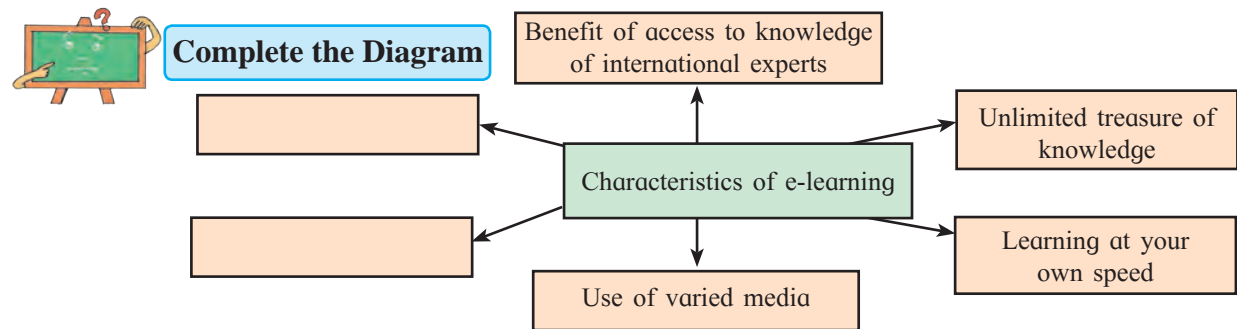 ?
Complete the Diagram
Benefit of access to knowledge
of international experts
Unlimited treasure of
knowledge
Characteristics of e-learning
Learning at your
own speed
Use of varied media